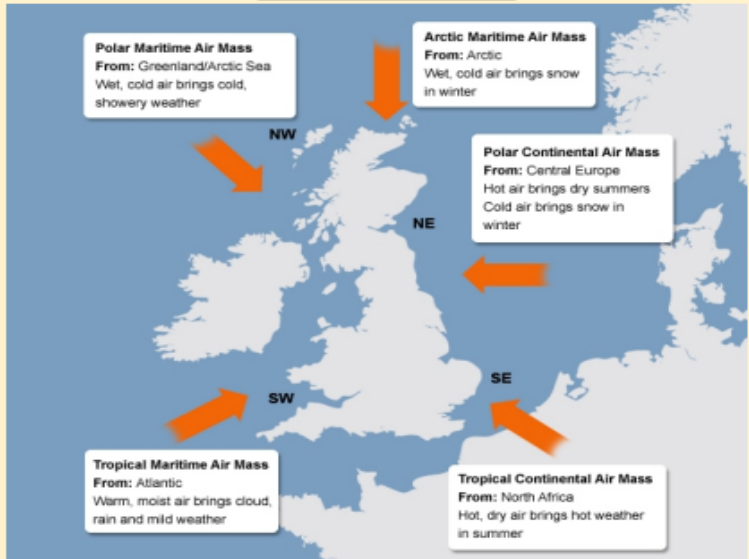 Polar Maritime Air Mass
From: Greenland/Arctic Sea
Wet, cold air brings cold,
showery weather
Arctic Maritime Air Mass
From: Arctic
Wet, cold air brings snow
in winter
NW
Polar Continental Air Mass
From: Central Europe
Hot air brings dry summers
Cold air brings snow in
winter
NE
SE
SW
Tropical Maritime Air Mass
From: Atlantic
Warm, moist air brings cloud,
rain and mild weather
Tropical Continental Air Mass
From: North Africa
Hot, dry air brings hot weather
in summer